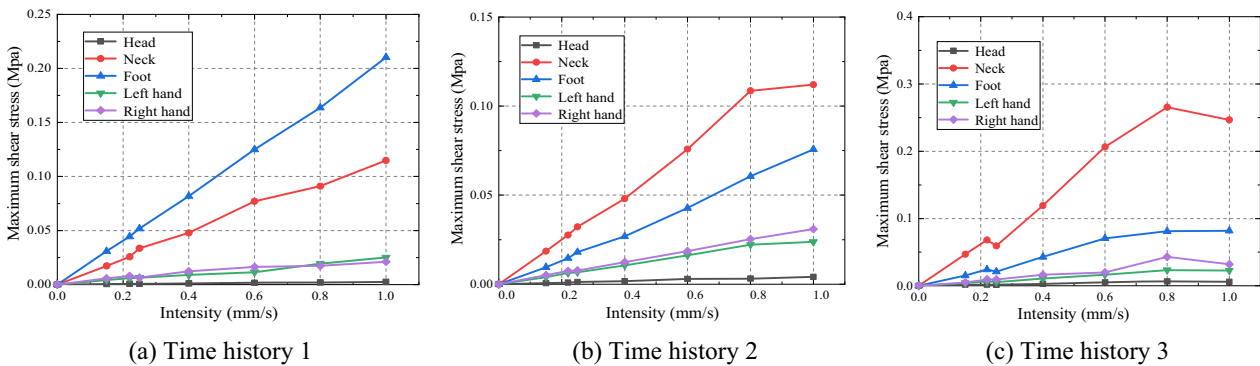 0.25
0.20
0.15
0.10
0.05
0.00
Maximum shear stress (Mpa)
Head
Neck
Foot
Left hand
Right hand
0.0 0.2 0.4 0.6 0.8 1.0
Intensity (mm/s)
(a) Time history 1
0.15
0.10
0.05
0.00
Maximum shear stress (Mpa)
Head
Neck
Foot
Left hand
Right hand
0.0 0.2 0.4 0.6 0.8 1.0
Intensity (mm/s)
(b) Time history 2
0.4
0.3
0.2
0.1
0.0
Maximum shear stress (Mpa)
Head
Neck
Foot
Left hand
Right hand
0.0 0.2 0.4 0.6 0.8 1.0
Intensity (mm/s)
(c) Time history 3